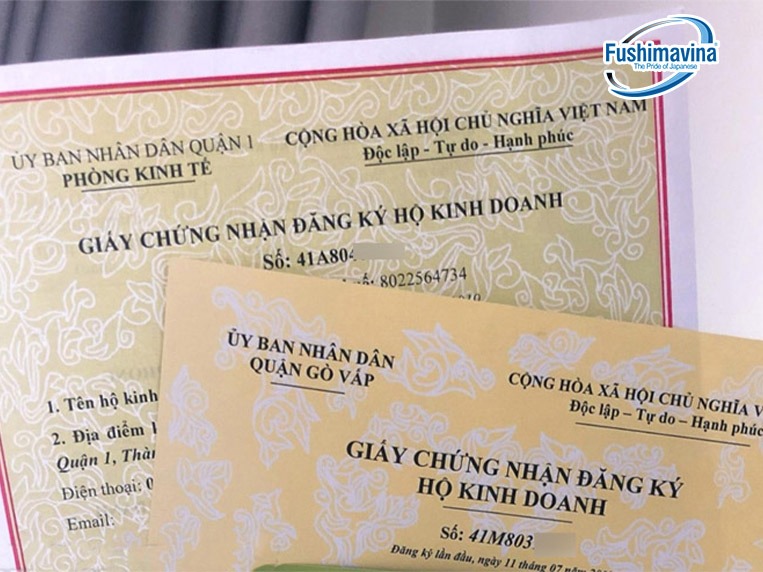 Fushimavina®
The Pride of Japanese
ỦY BAN NHÂN DÂN QUẬN 1
PHÒNG KINH TẾ
CỘNG HÒA XÃ HỘI CHỦ NGHĨA VIỆT NAM
Độc lập - Tự do - Hạnh phúc
GIẤY CHỨNG NHẬN ĐĂNG KÝ HỘ KINH DOANH
Số: 41A80
8022564734
1. Tên hộ kinh
2. Địa điểm
Quận 1, Thàn
Điện thoại: 0
Email:
ỦY BAN NHÂN DÂN
QUẬN GÒ VẤP
CỘNG HÒA XÃ HỘI CHỦ NGHĨA V
Độc lập – Tự do – Hạnh phúc
GIẤY CHỨNG NHẬN ĐĂNG KÝ
HỘ KINH DOANH
Số: 41M803
Đăng ký lần đầu, ngày 11 tháng 07 năm